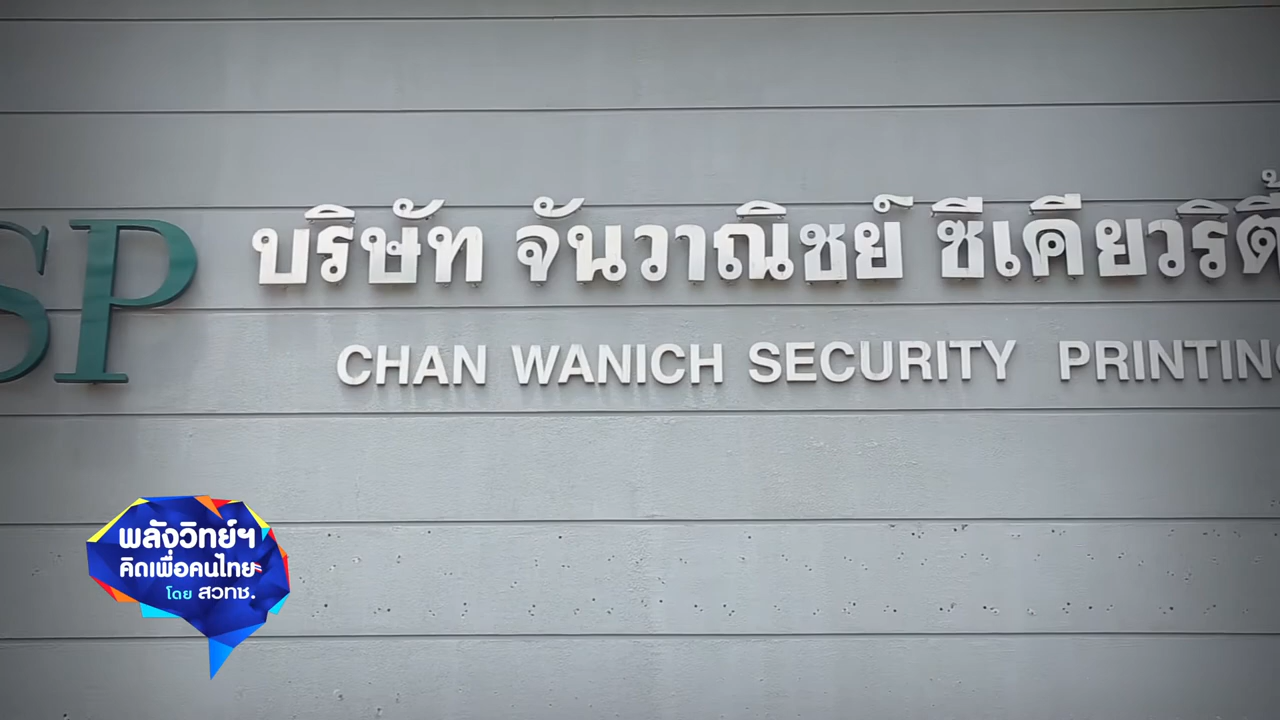 SP
บริษัท จันวาณิชย์ ซีเคียวริตี้
CHAN WANICH SECURITY PRINTING
พลังวิทย์ฯ
คิดเพื่อคนไทย
โดย สวทช.